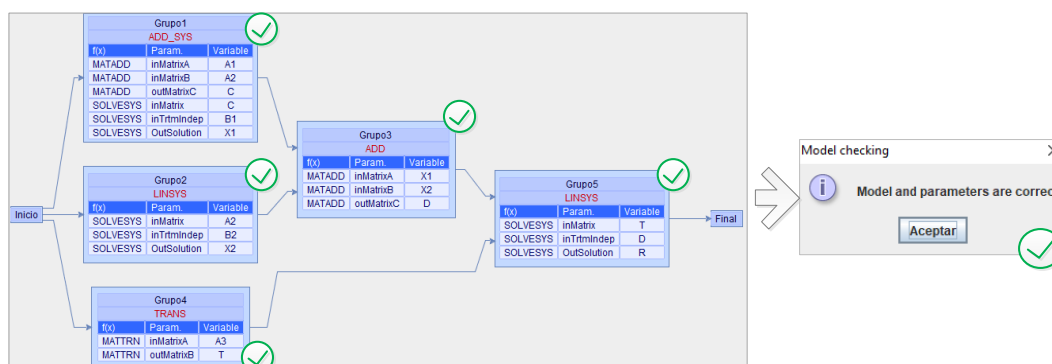 Grupo1
ADD_SYS
f(x) Param. Variable
MATADD inMatrixA A1
MATADD inMatrixB A2
MATADD outMatrixC C
SOLVESYS inMatrix C
SOLVESYS inTrtmIndep B1
SOLVESYS OutSolution X1
Grupo2
LINSYS
f(x) Param. Variable
SOLVESYS inMatrix A2
SOLVESYS inTrtmIndep B2
SOLVESYS OutSolution X2
Inicio
Grupo4
TRANS
f(x) Param. Variable
MATTRN inMatrixA A3
MATTRN outMatrixB T
Grupo3
ADD
f(x) Param. Variable
MATADD inMatrixA X1
MATADD inMatrixB X2
MATADD outMatrixC D
Grupo5
LINSYS
f(x) Param. Variable
SOLVESYS inMatrix T
SOLVESYS inTrtmIndep D
SOLVESYS OutSolution R
Final
Model checking
Model and parameters are correc
Aceptar